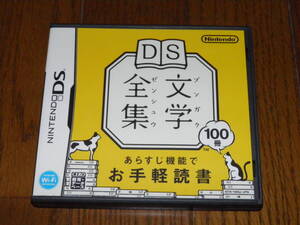 NINTENDO DS
Nintendo
DS
文学
ブンガク
全集
ゼンシュウ
100冊
あらすじ機能で
お手軽読書
Wi-Fi